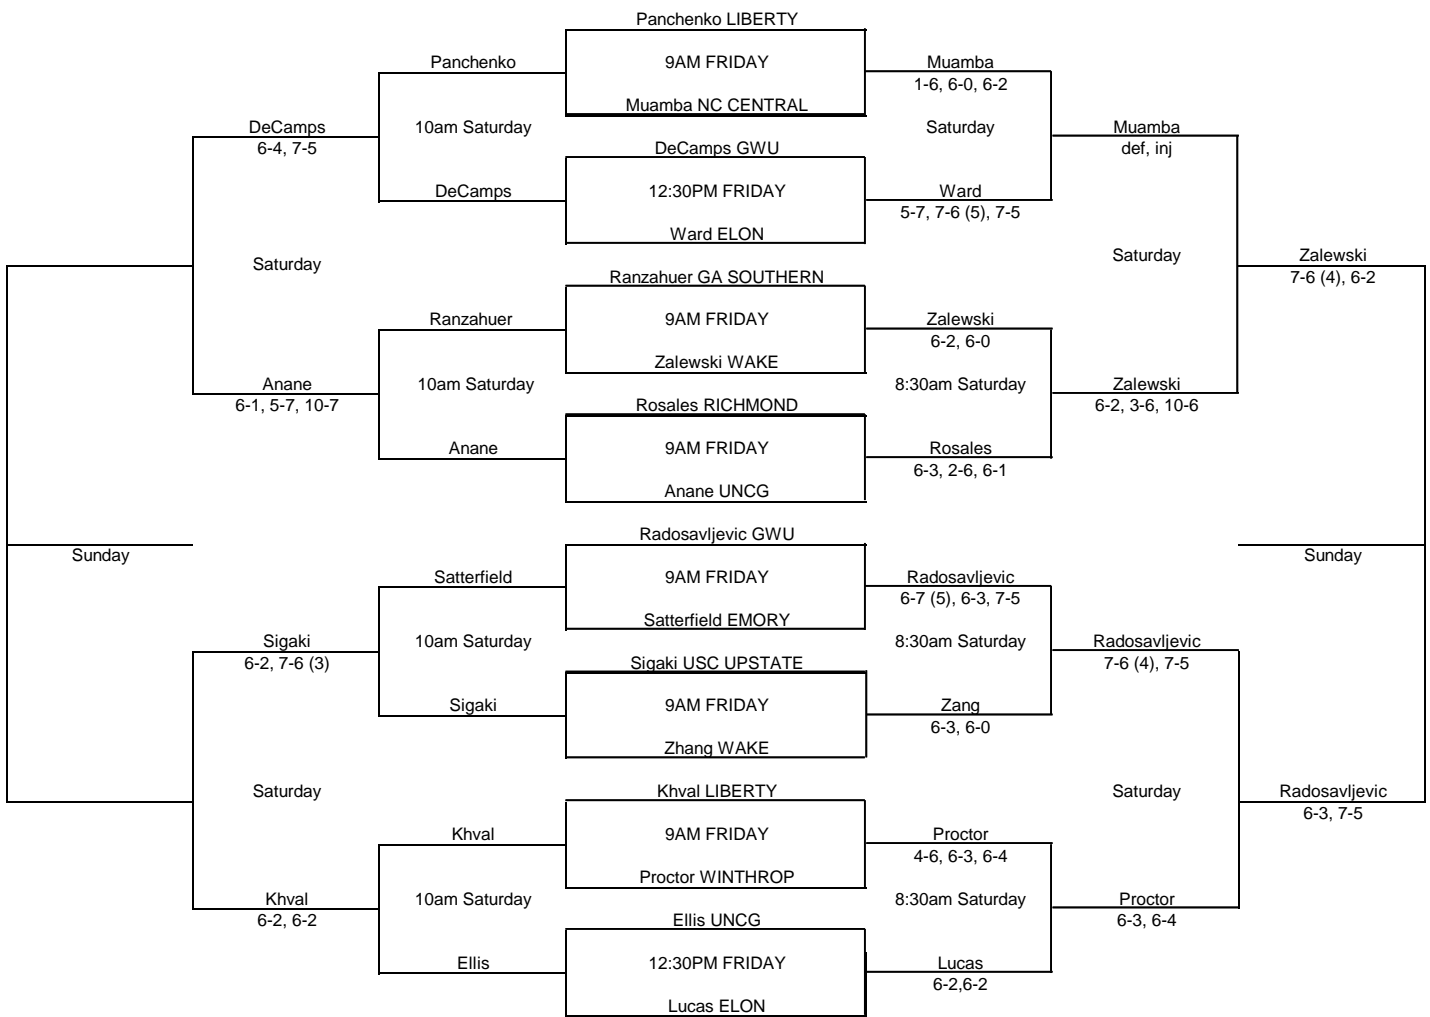 Panchenko LIBERTY
Panchenko 9AM FRIDAY Muamba
1-6, 6-0, 6-2
Muamba NC CENTRAL
DeCamps 10am Saturday Saturday Muamba
6-4, 7-5 DeCamps GWU def, inj
DeCamps 12:30PM FRIDAY Ward
5-7, 7-6 (5), 7-5
Ward ELON
Saturday Saturday Zalewski
Ranzahuer GA SOUTHERN 7-6 (4), 6-2
Ranzahuer 9AM FRIDAY Zalewski
6-2, 6-0
Zalewski WAKE
Anane 10am Saturday 8:30am Saturday Zalewski
6-1, 5-7, 10-7 Rosales RICHMOND 6-2, 3-6, 10-6
Anane 9AM FRIDAY Rosales
6-3, 2-6, 6-1
Anane UNCG
Radosavljevic GWU
Sunday Sunday
Satterfield 9AM FRIDAY Radosavljevic
6-7 (5), 6-3, 7-5
Satterfield EMORY
Sigaki 10am Saturday 8:30am Saturday Radosavljevic
6-2, 7-6 (3) Sigaki USC UPSTATE 7-6 (4), 7-5
Sigaki 9AM FRIDAY Zang
6-3, 6-0
Zhang WAKE
Saturday Khval LIBERTY Saturday Radosavljevic
6-3, 7-5
Khval 9AM FRIDAY Proctor
4-6, 6-3, 6-4
Proctor WINTHROP
Khval 10am Saturday 8:30am Saturday Proctor
6-2, 6-2 Ellis UNCG 6-3, 6-4
Ellis 12:30PM FRIDAY Lucas
6-2,6-2
Lucas ELON